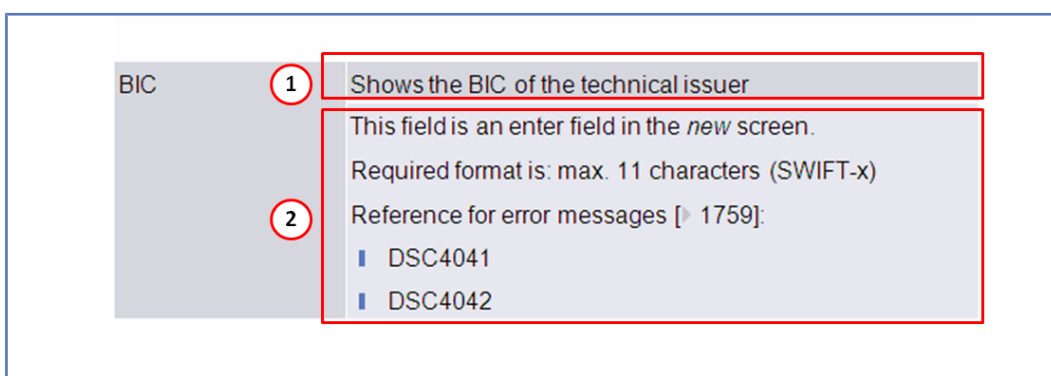 BIC
1
Shows the BIC of the technical issuer
This field is an enter field in the new screen.
Required format is: max. 11 characters (SWIFT-x)
2
Reference for error messages [▶ 1759]:
DSC4041
DSC4042